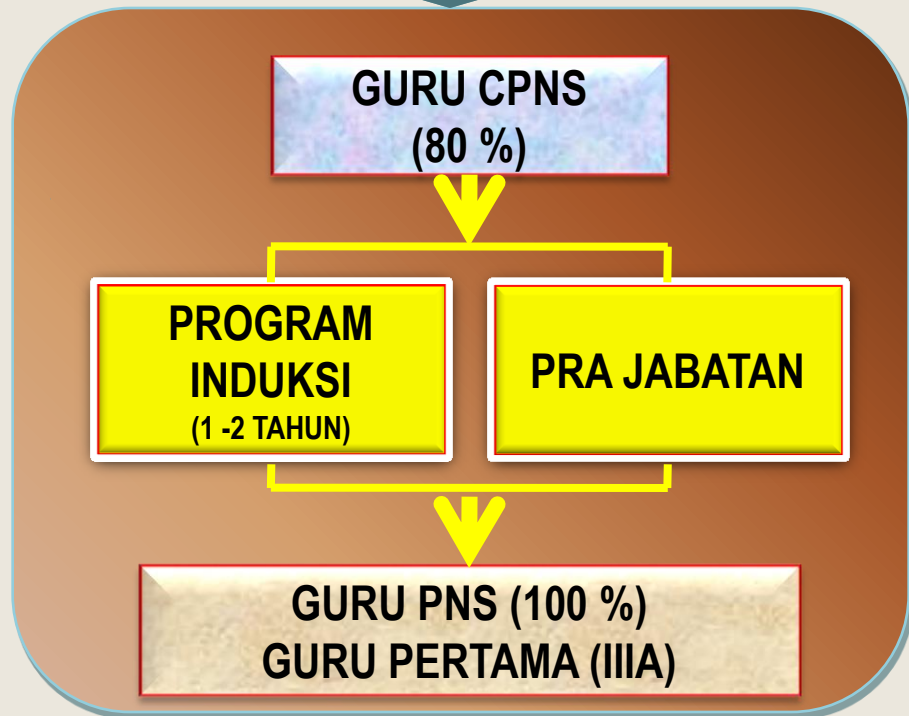 GURU CPNS
(80 %)
PROGRAM
INDUKSI
(1 -2 TAHUN)
PRA JABATAN
GURU PNS (100 %)
GURU PERTAMA (IIIA)